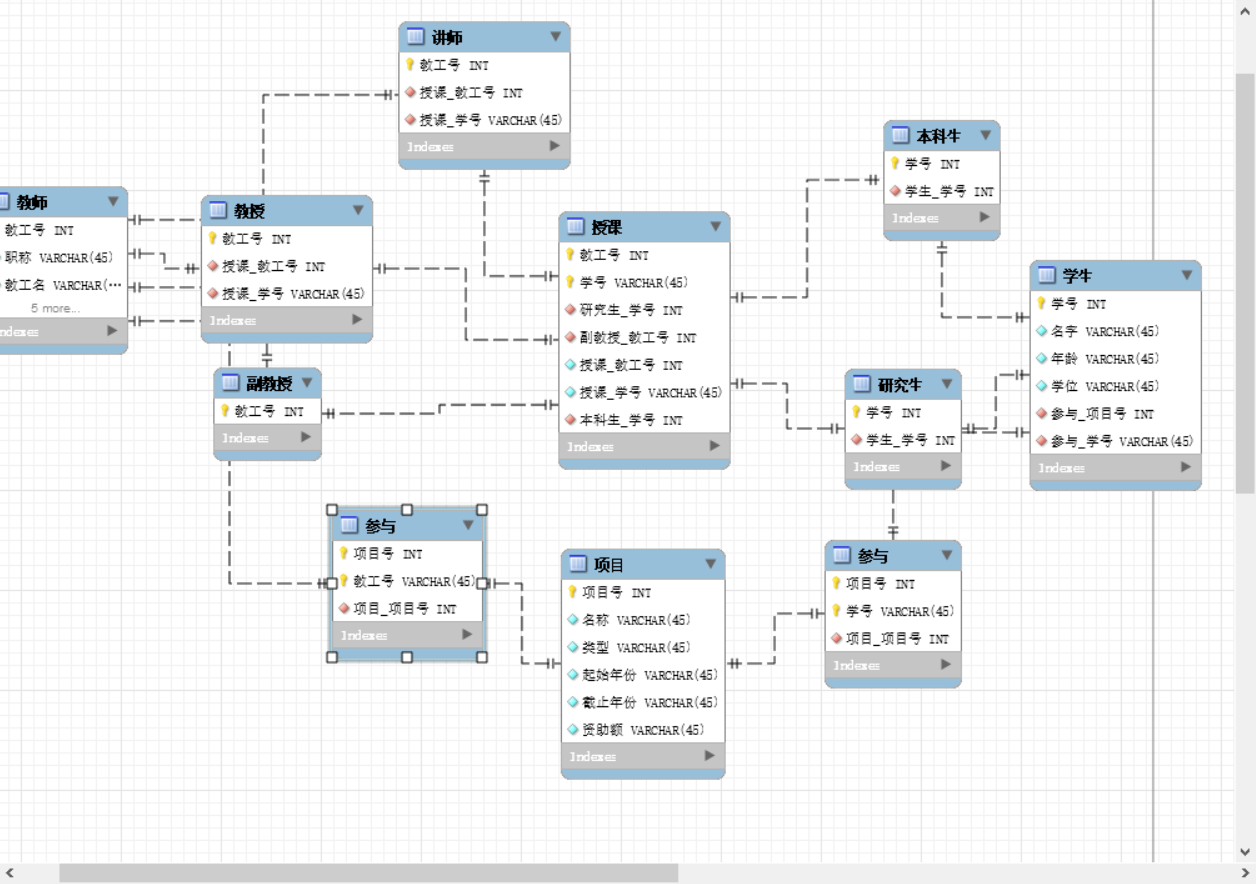 讲师
教工号 INT
授课_教工号 INT
授课_学号 VARCHAR(45)
Indexes
教师
教工号 INT
职称 VARCHAR(45)
教工名 VARCHAR(...
5 more...
ndexes
教授
教工号 INT
授课_教工号 INT
授课_学号 VARCHAR(45)
Indexes
副教授
教工号 INT
Indexes
授课
教工号 INT
学号 VARCHAR(45)
研究生_学号 INT
副教授_教工号 INT
授课_教工号 INT
授课_学号 VARCHAR(45)
本科生_学号 INT
Indexes
本科生
学号 INT
学生_学号 INT
Indexes
学生
学号 INT
名字 VARCHAR(45)
年龄 VARCHAR(45)
学位 VARCHAR(45)
参与_项目号 INT
参与_学号 VARCHAR(45)
Indexes
研究生
学号 INT
学生_学号 INT
Indexes
参与
项目号 INT
教工号 VARCHAR(45)
项目_项目号 INT
Indexes
项目
项目号 INT
名称 VARCHAR(45)
类型 VARCHAR(45)
起始年份 VARCHAR(45)
截止年份 VARCHAR(45)
资助额 VARCHAR(45)
Indexes
参与
项目号 INT
学号 VARCHAR(45)
项目_项目号 INT
Indexes